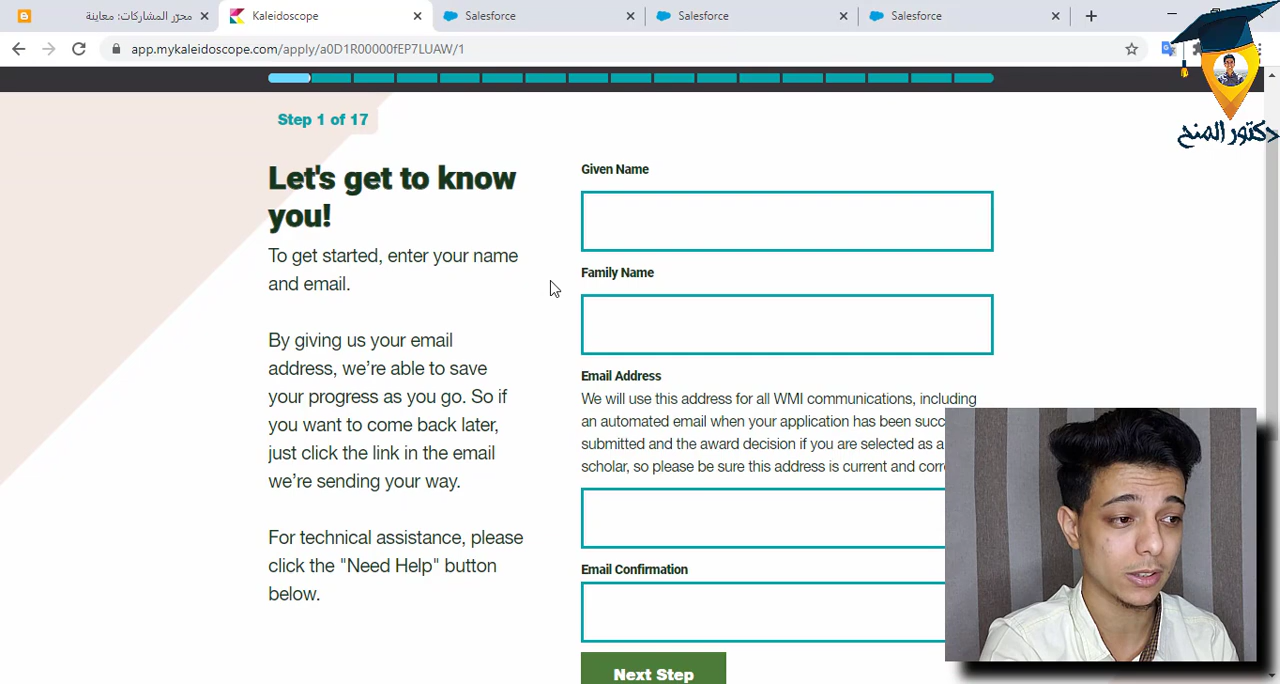 محرّر المشاركات: معاينة
Kaleidoscope
Salesforce
Salesforce
Salesforce
app.mykaleidoscope.com/apply/a0D1R00000fEP7LUAW/1
دكتور المنح
Step 1 of 17
Let's get to know
you!
To get started, enter your name
and email.
By giving us your email
address, we're able to save
your progress as you go. So if
you want to come back later,
just click the link in the email
we're sending your way.
For technical assistance, please
click the "Need Help" button
below.
Given Name
Family Name
Email Address
We will use this address for all WMI communications, including
an automated email when your application has been
submitted and the award decision if you are selected as a
scholar, so please be sure this address is current and
Email Confirmation
Next Step